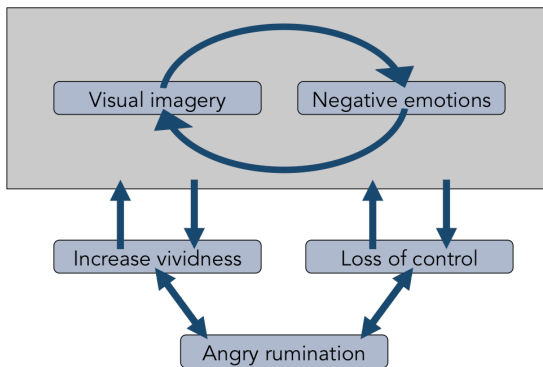 Visual imagery
Negative emotions
Increase vividness
Loss of control
Angry rumination